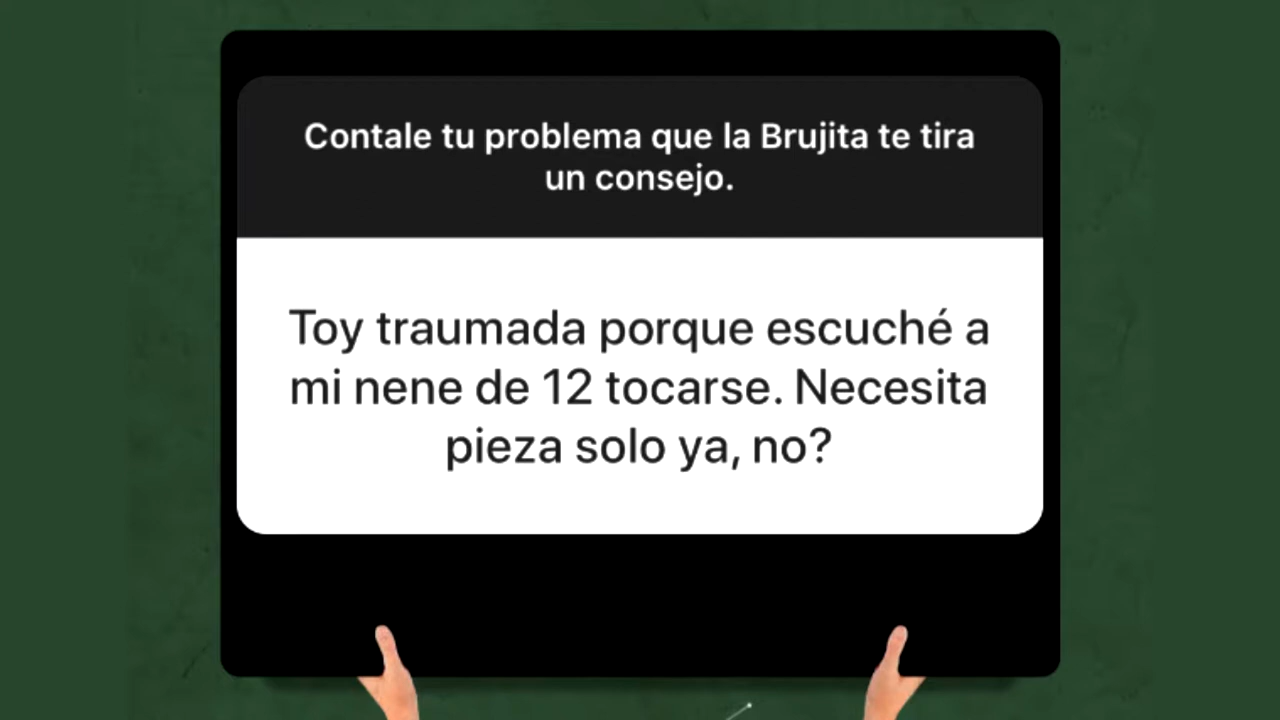 Contale tu problema que la Brujita te tira
un consejo.
Toy traumada porque escuché a
mi nene de 12 tocarse. Necesita
pieza solo ya, no?